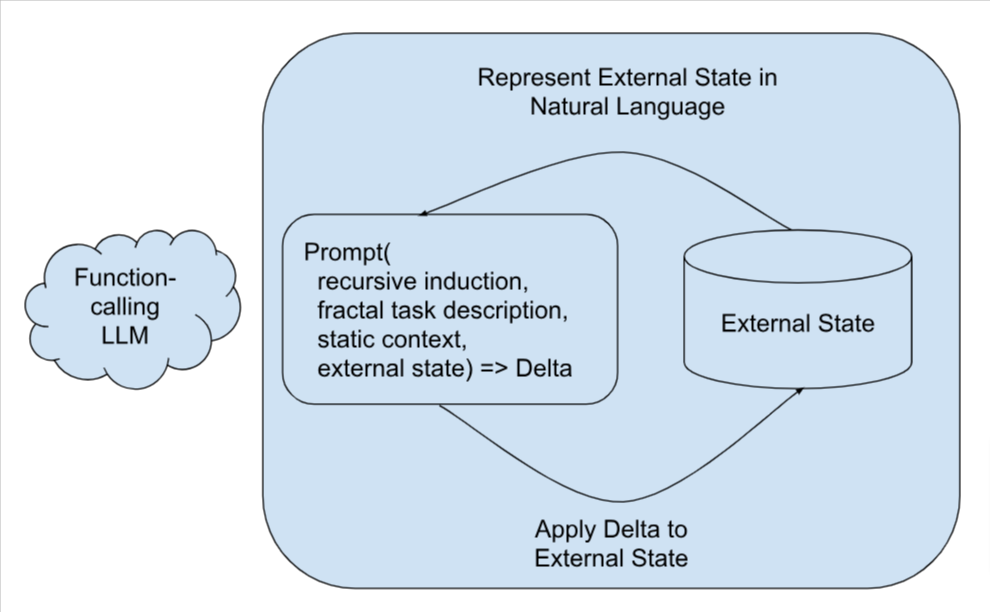 Represent External State in
Natural Language
Function-
calling
LLM
Prompt(
recursive induction,
fractal task description,
static context,
external state) => Delta
External State
Apply Delta to
External State